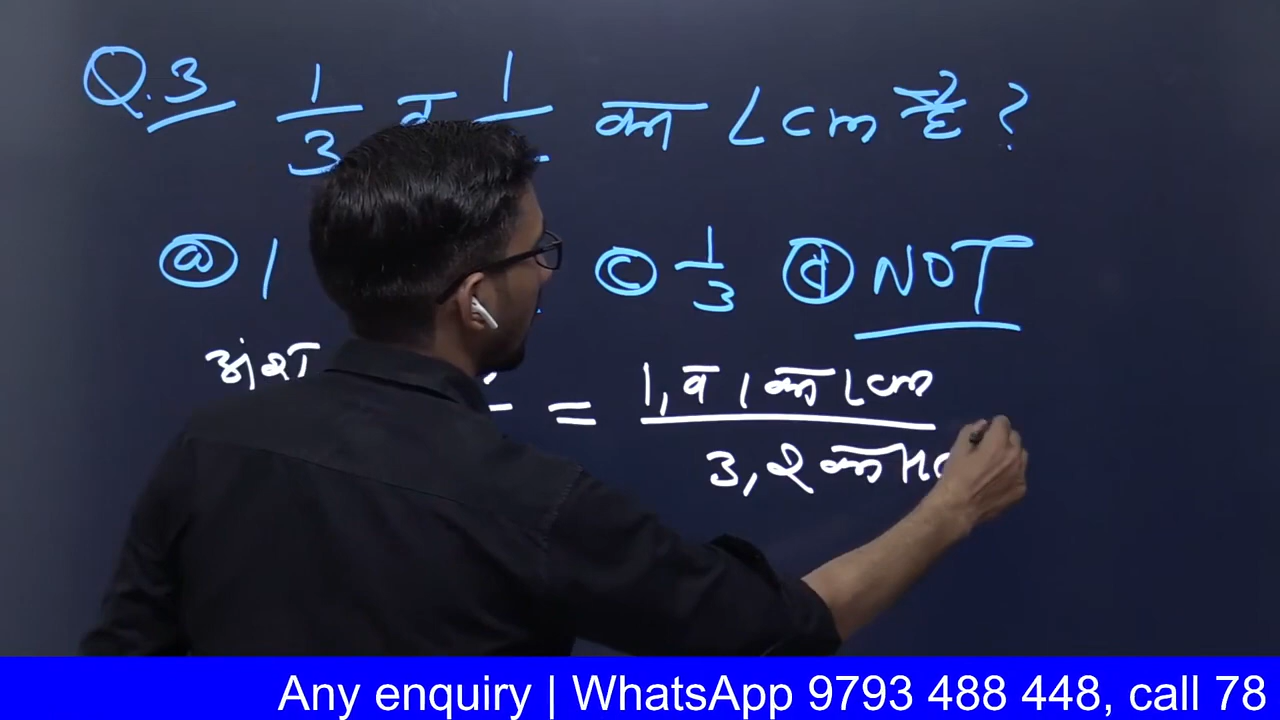 Q.3 1/3 व 1/ का Lcm है ?
(a) 1 (c) 1/3 (d) NOT
अंश = 1, व 1 का Lcm
3, 2 का HC
Any enquiry | WhatsApp 9793 488 448, call 78